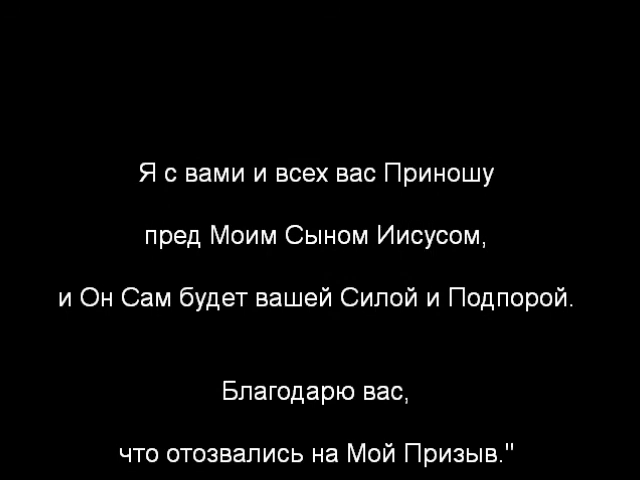 Я с вами и всех вас Приношу
пред Моим Сыном Иисусом,
и Он Сам будет вашей Силой и Подпорой.
Благодарю вас,
что отозвались на Мой Призыв."